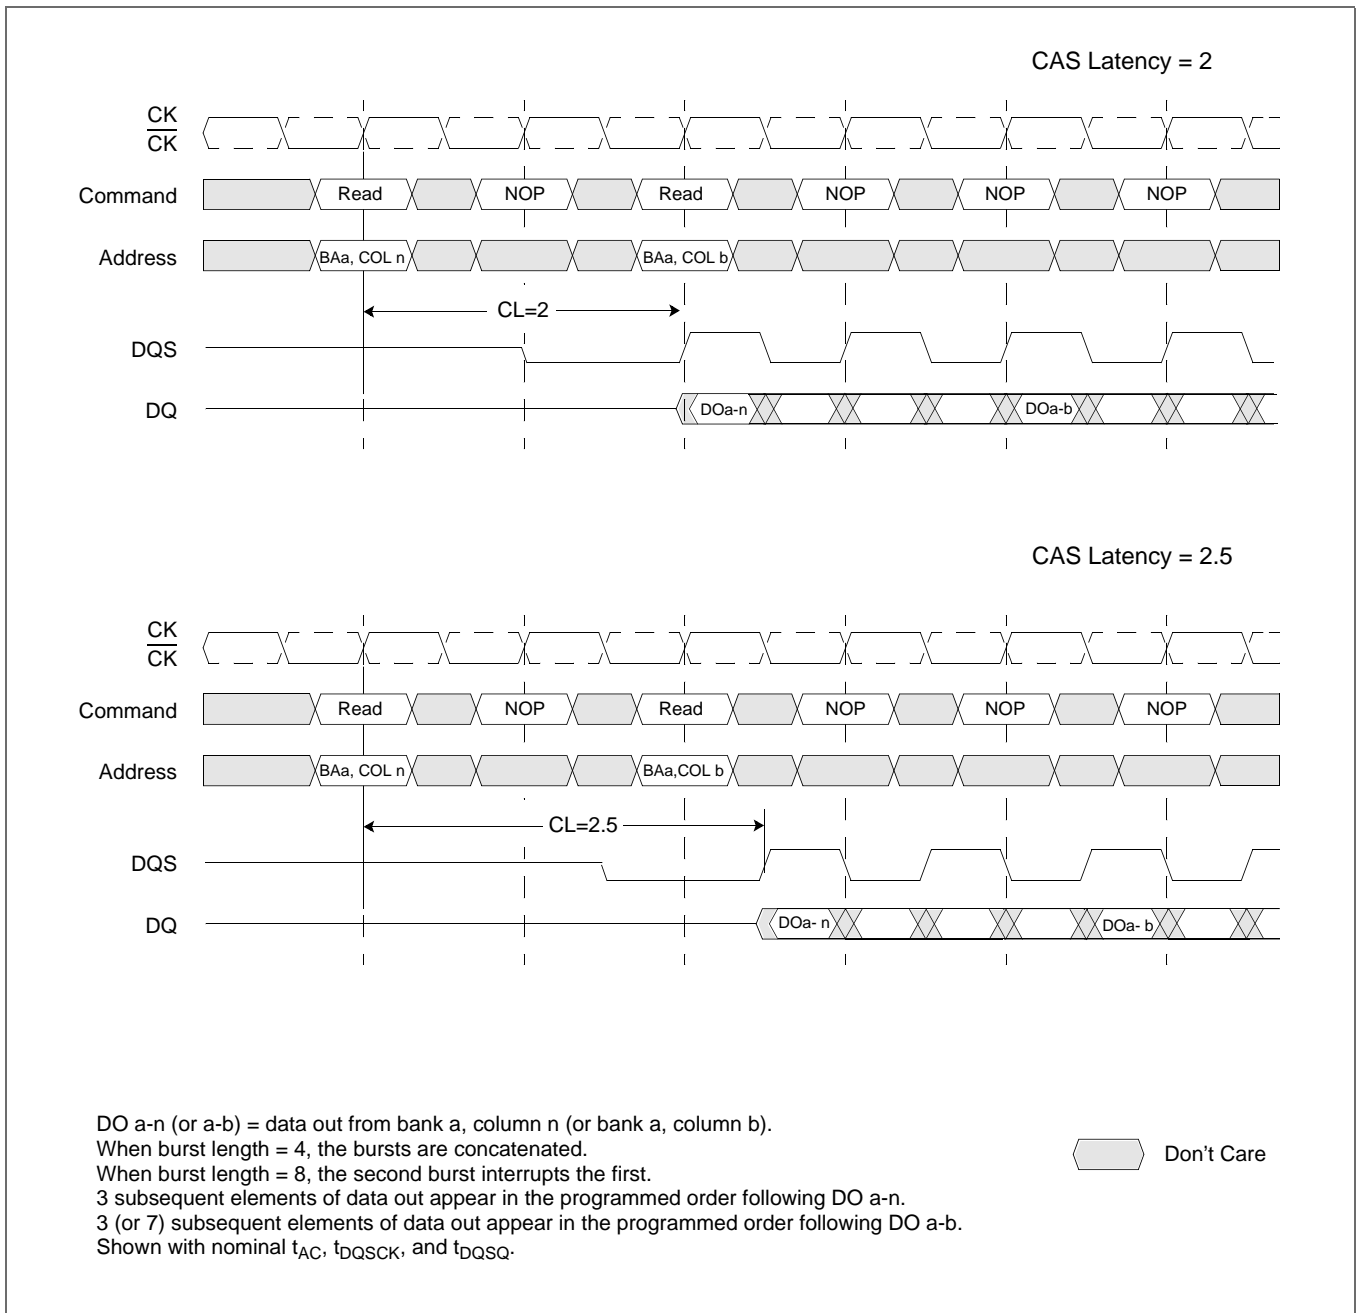 CAS Latency = 2
CK
CK
Command Read NOP Read NOP NOP NOP
Address BAa, COL n BAa, COL b
CL=2
DQS
DQ DOa-n DOa-b
CAS Latency = 2.5
CK
CK
Command Read NOP Read NOP NOP NOP
Address BAa, COL n BAa,COL b
CL=2.5
DQS
DQ DOa- n DOa- b
DO a-n (or a-b) = data out from bank a, column n (or bank a, column b).
When burst length = 4, the bursts are concatenated.
When burst length = 8, the second burst interrupts the first.
3 subsequent elements of data out appear in the programmed order following DO a-n.
3 (or 7) subsequent elements of data out appear in the programmed order following DO a-b.
Shown with nominal tAC, tDQSCK, and tDQSQ.
Don't Care